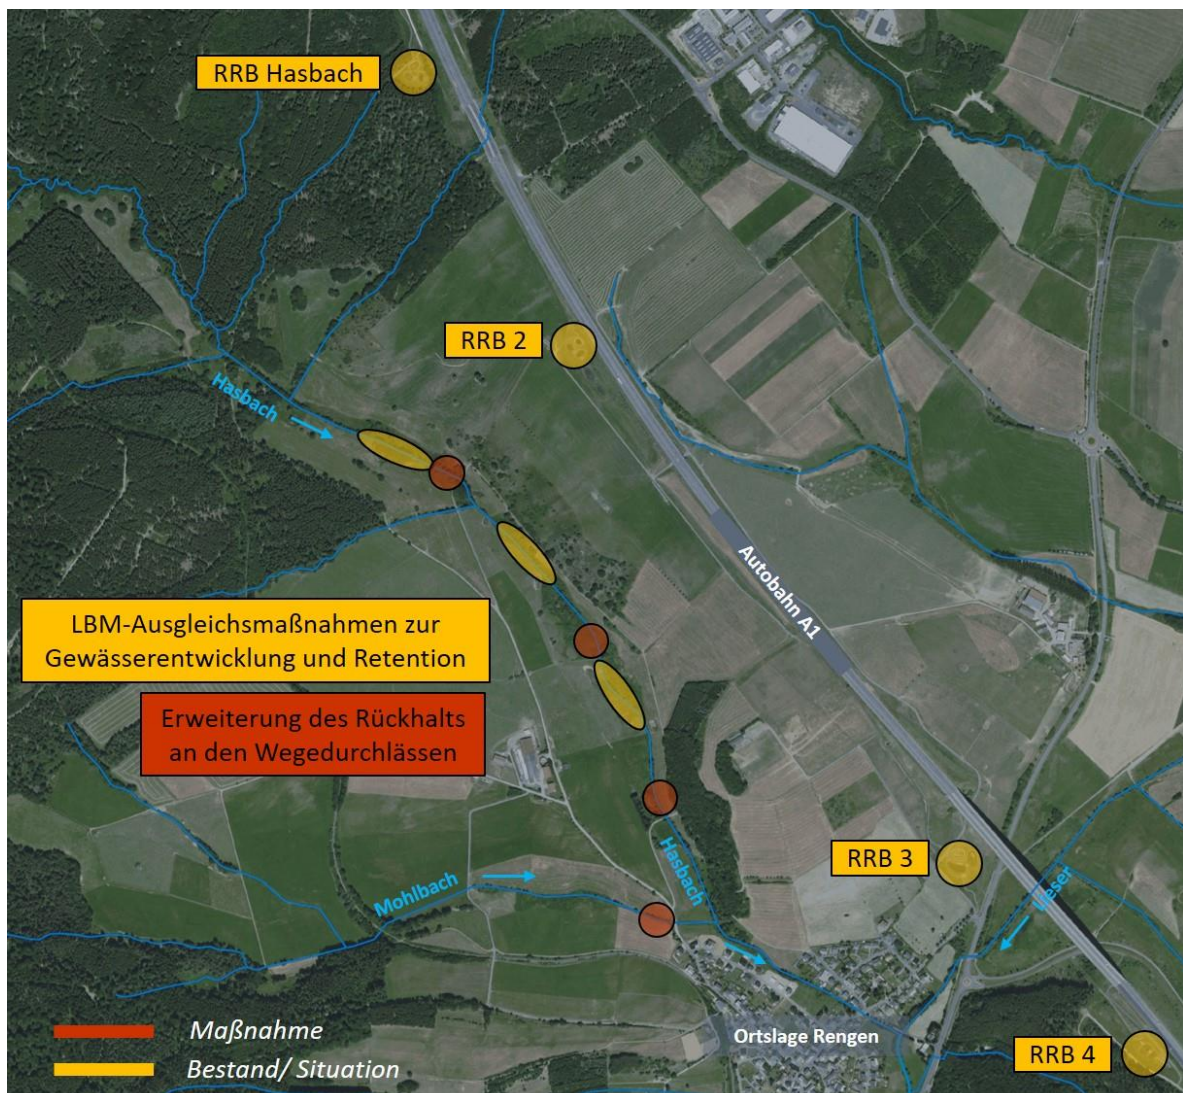 RRB Hasbach
RRB 2
Hasbach
Autobahn A1
LBM-Ausgleichsmaßnahmen zur
Gewässerentwicklung und Retention
Erweiterung des Rückhalts
an den Wegedurchlässen
Hasbach
RRB 3
Mohlbach
Lieser
Maßnahme
Ortslage Rengen
RRB 4
Bestand/ Situation